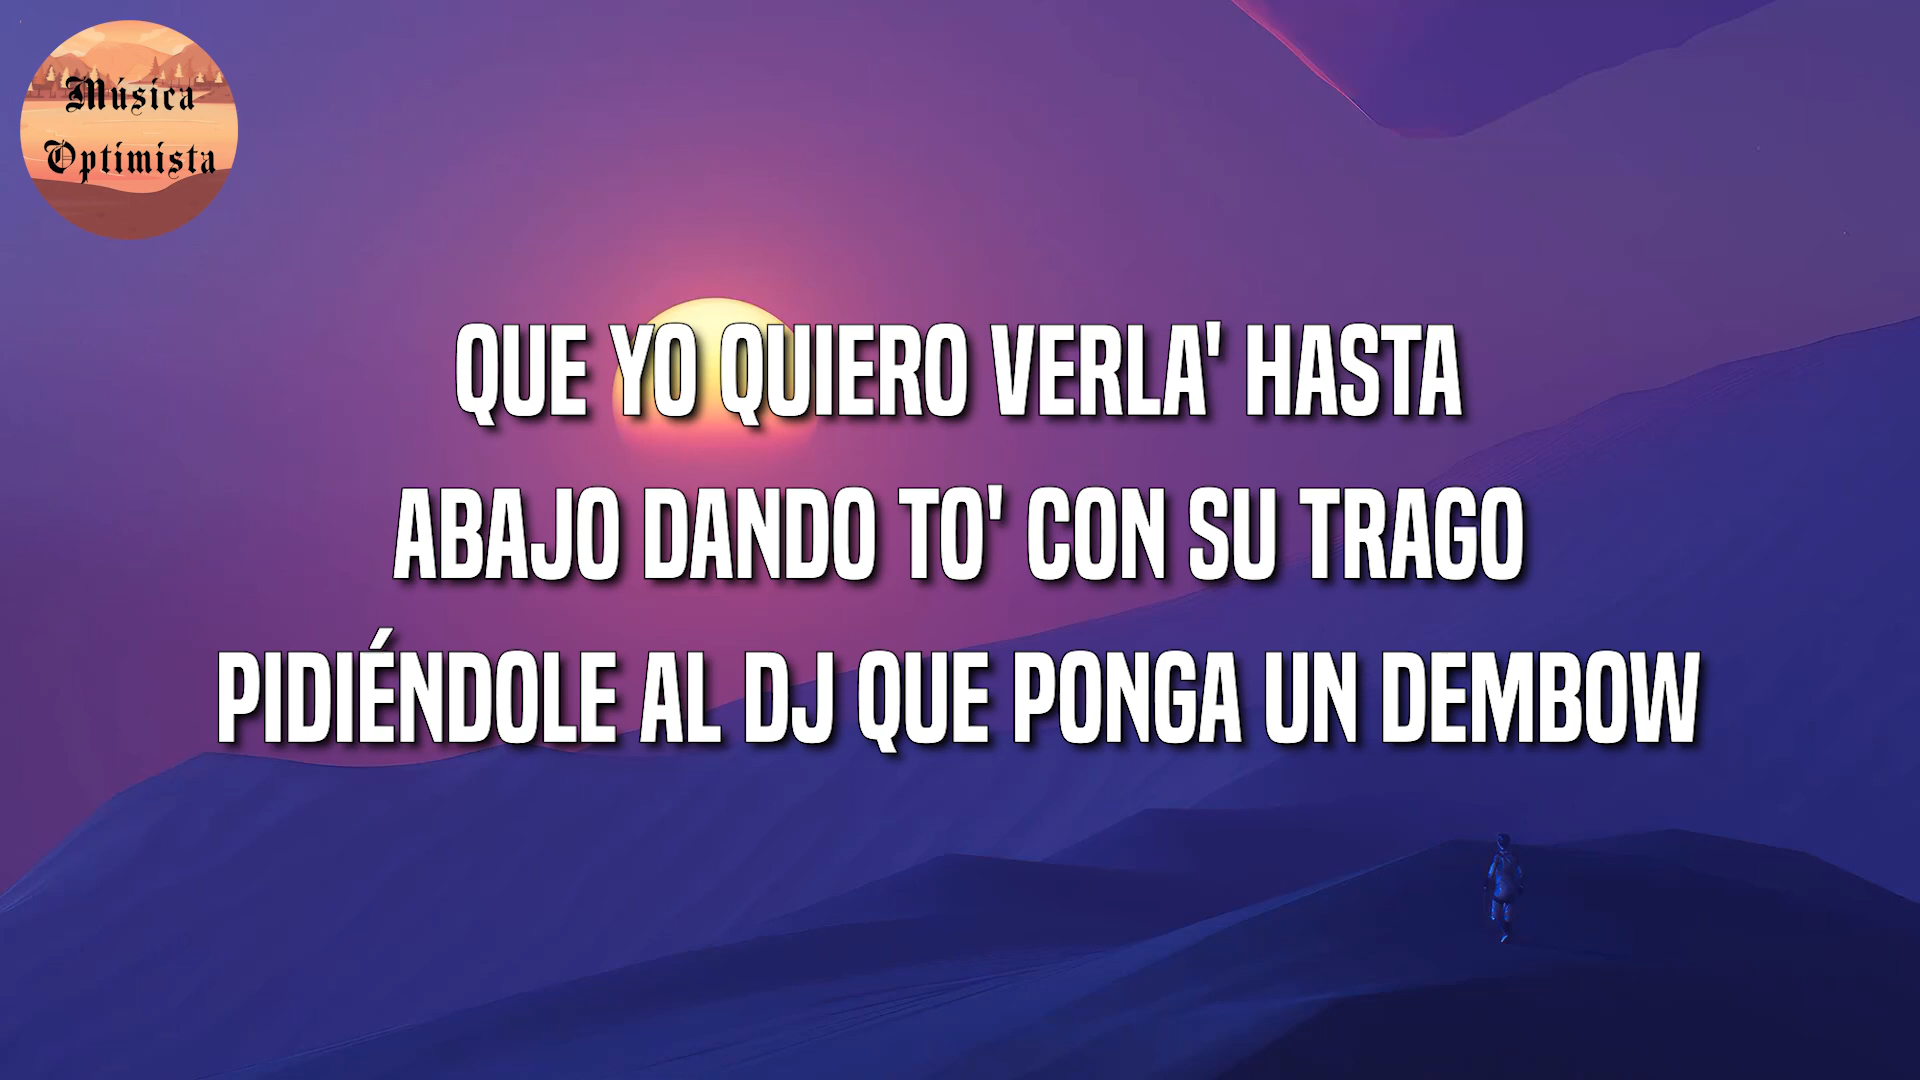 Música
Optimista
QUE YO QUIERO VERLA' HASTA
ABAJO DANDO TO' CON SU TRAGO
PIDIÉNDOLE AL DJ QUE PONGA UN DEMBOW